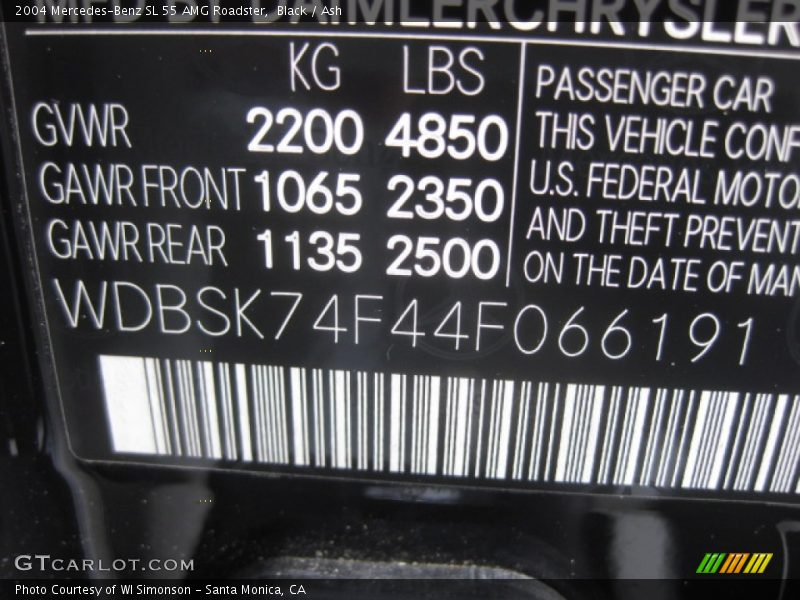 2004 Mercedes-Benz SL 55 AMG Roadster, Black / Ash
DAIMLERCHRYSLER
KG LBS
GVWR 2200 4850
GAWR FRONT 1065 2350
GAWR REAR 1135 2500
PASSENGER CAR
THIS VEHICLE CONF
U.S. FEDERAL MOTO
AND THEFT PREVENT
ON THE DATE OF MAN
WDBSK74F44F066191
GTCARLOT.COM
Photo Courtesy of WI Simonson - Santa Monica, CA